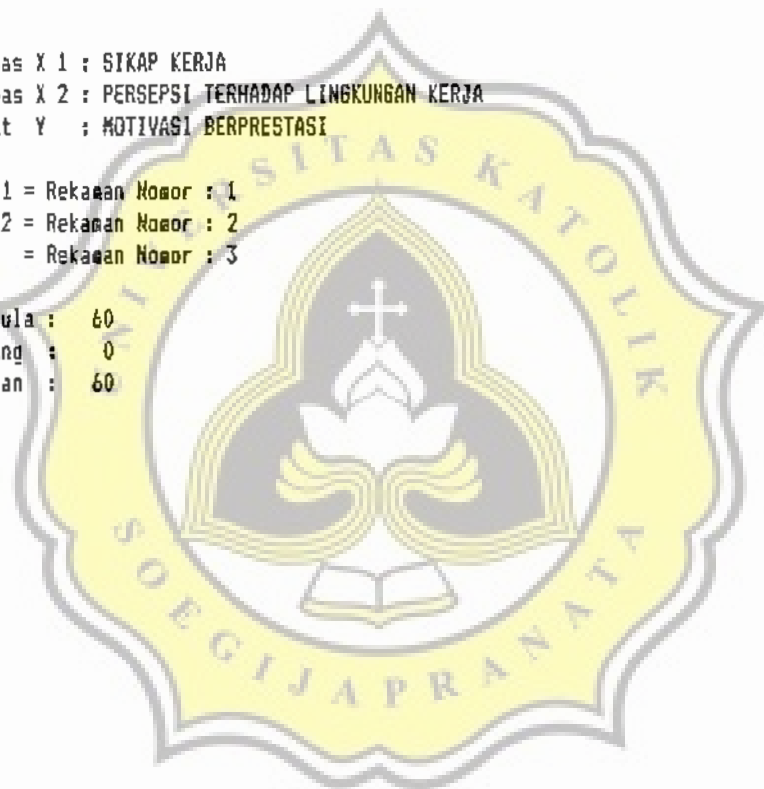 as X 1 : SIKAP KERJA
as X 2 : PERSEPSI TERHADAP LINGKUNGAN KERJA
t Y : MOTIVASI BERPRESTASI
1 = Rekaman Nomor : 1
2 = Rekaman Nomor : 2
= Rekaman Nomor : 3
ula : 60
ng : 0
an : 60
UNIVERSITAS KATOLIK
SOEGIJAPRANATA